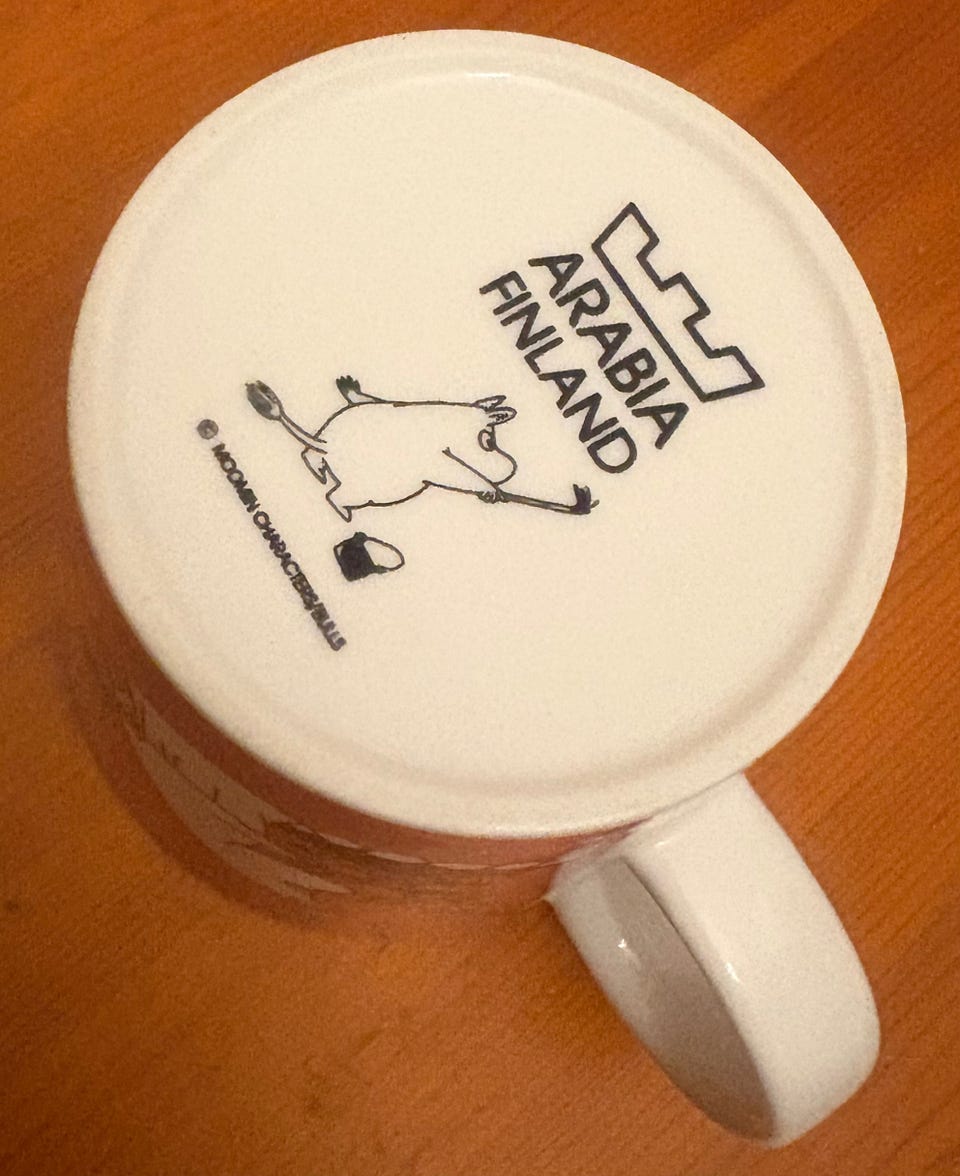 ARABIA
FINLAND
© MOOMIN CHARACTERS/BULLS